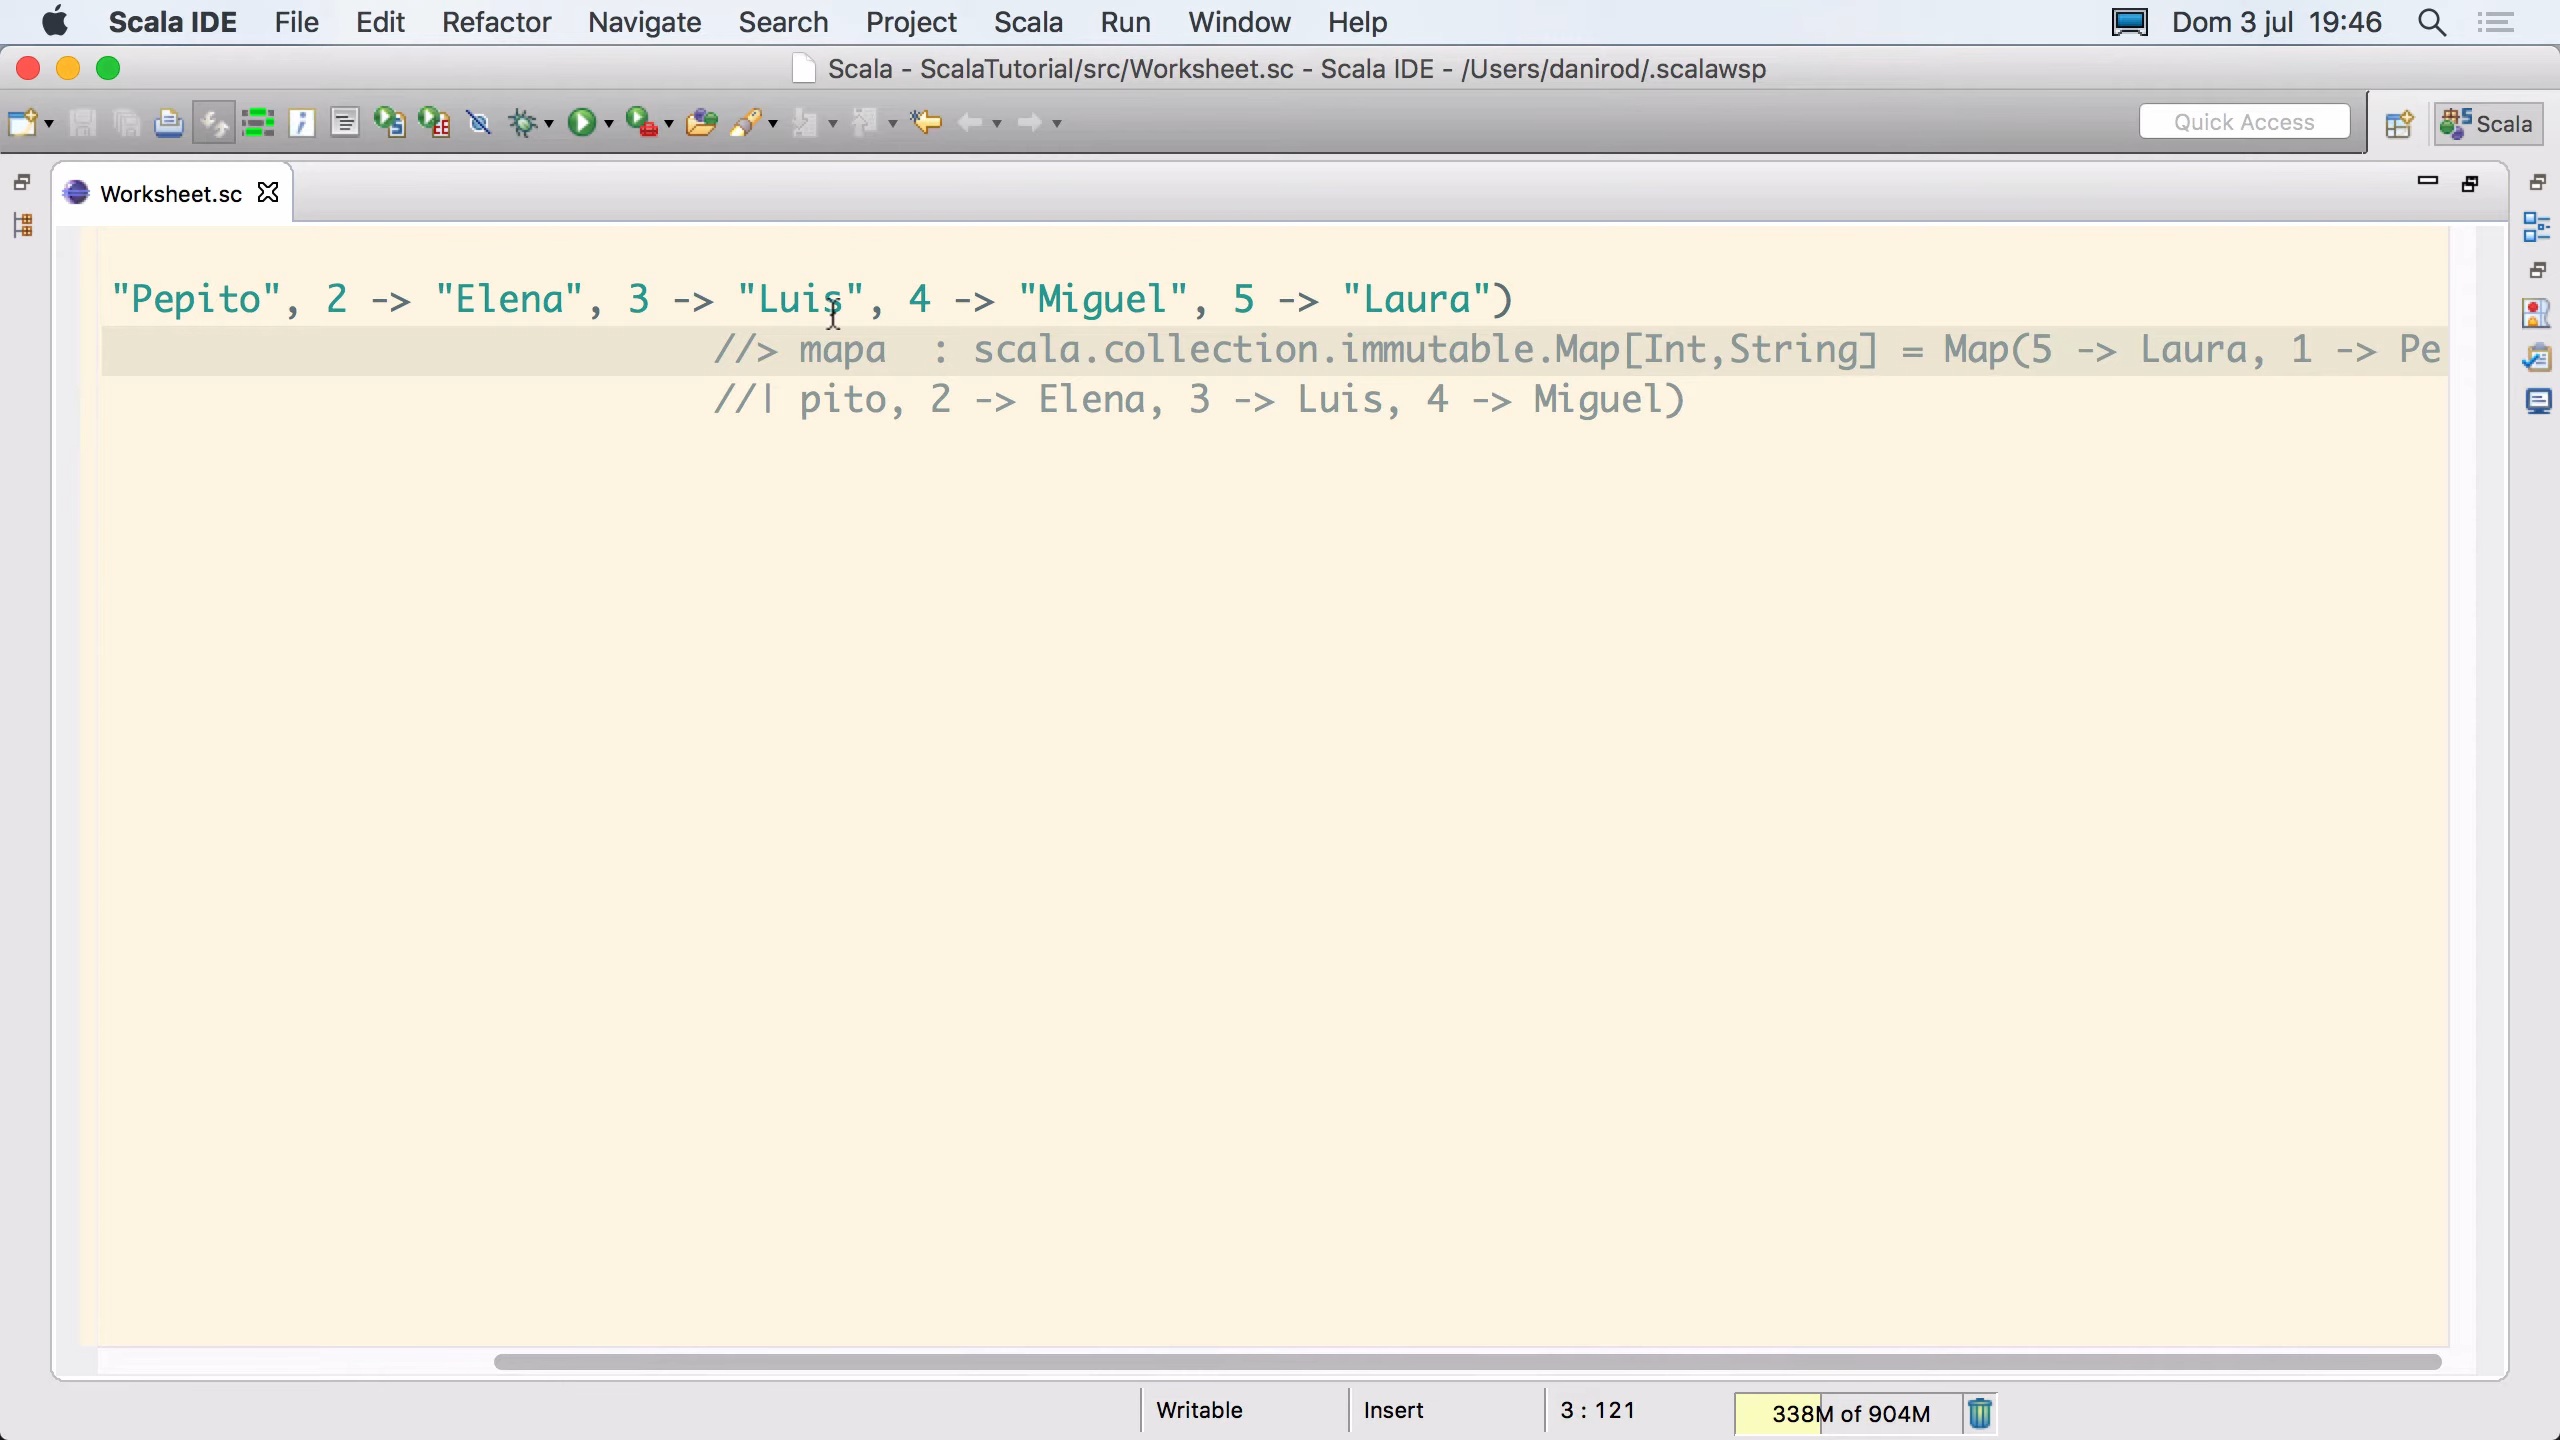 Scala IDE File Edit Refactor Navigate Search Project Scala Run Window Help Dom 3 jul 19:46
Scala - ScalaTutorial/src/Worksheet.sc - Scala IDE - /Users/danirod/.scalawsp
Quick Access Scala
Worksheet.sc
"Pepito", 2 -> "Elena", 3 -> "Luis", 4 -> "Miguel", 5 -> "Laura")
//> mapa  : scala.collection.immutable.Map[Int,String] = Map(5 -> Laura, 1 -> Pe
//| pito, 2 -> Elena, 3 -> Luis, 4 -> Miguel)
Writable Insert 3 : 121 338M of 904M